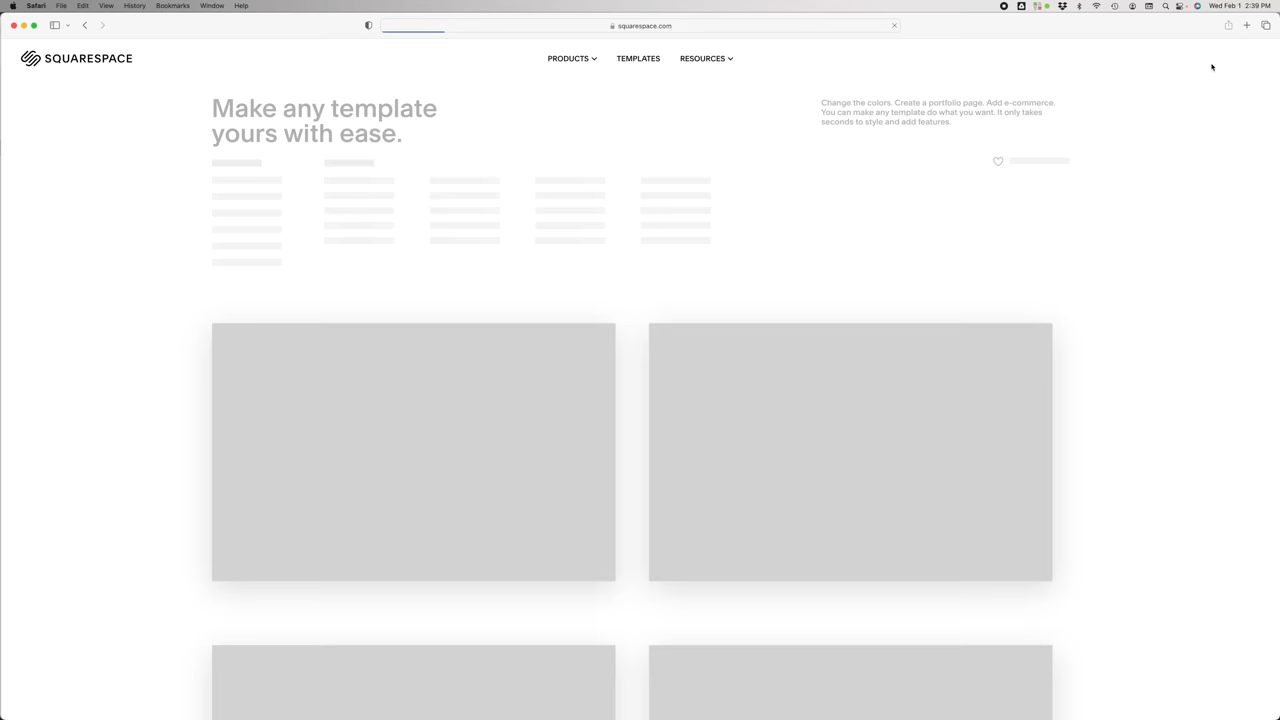 Safari File Edit View History Bookmarks Window Help Wed Feb 1 2:39 PM
squarespace.com
SQUARESPACE PRODUCTS TEMPLATES RESOURCES
Make any template
yours with ease.
Change the colors. Create a portfolio page. Add e-commerce.
You can make any template do what you want. It only takes
seconds to style and add features.